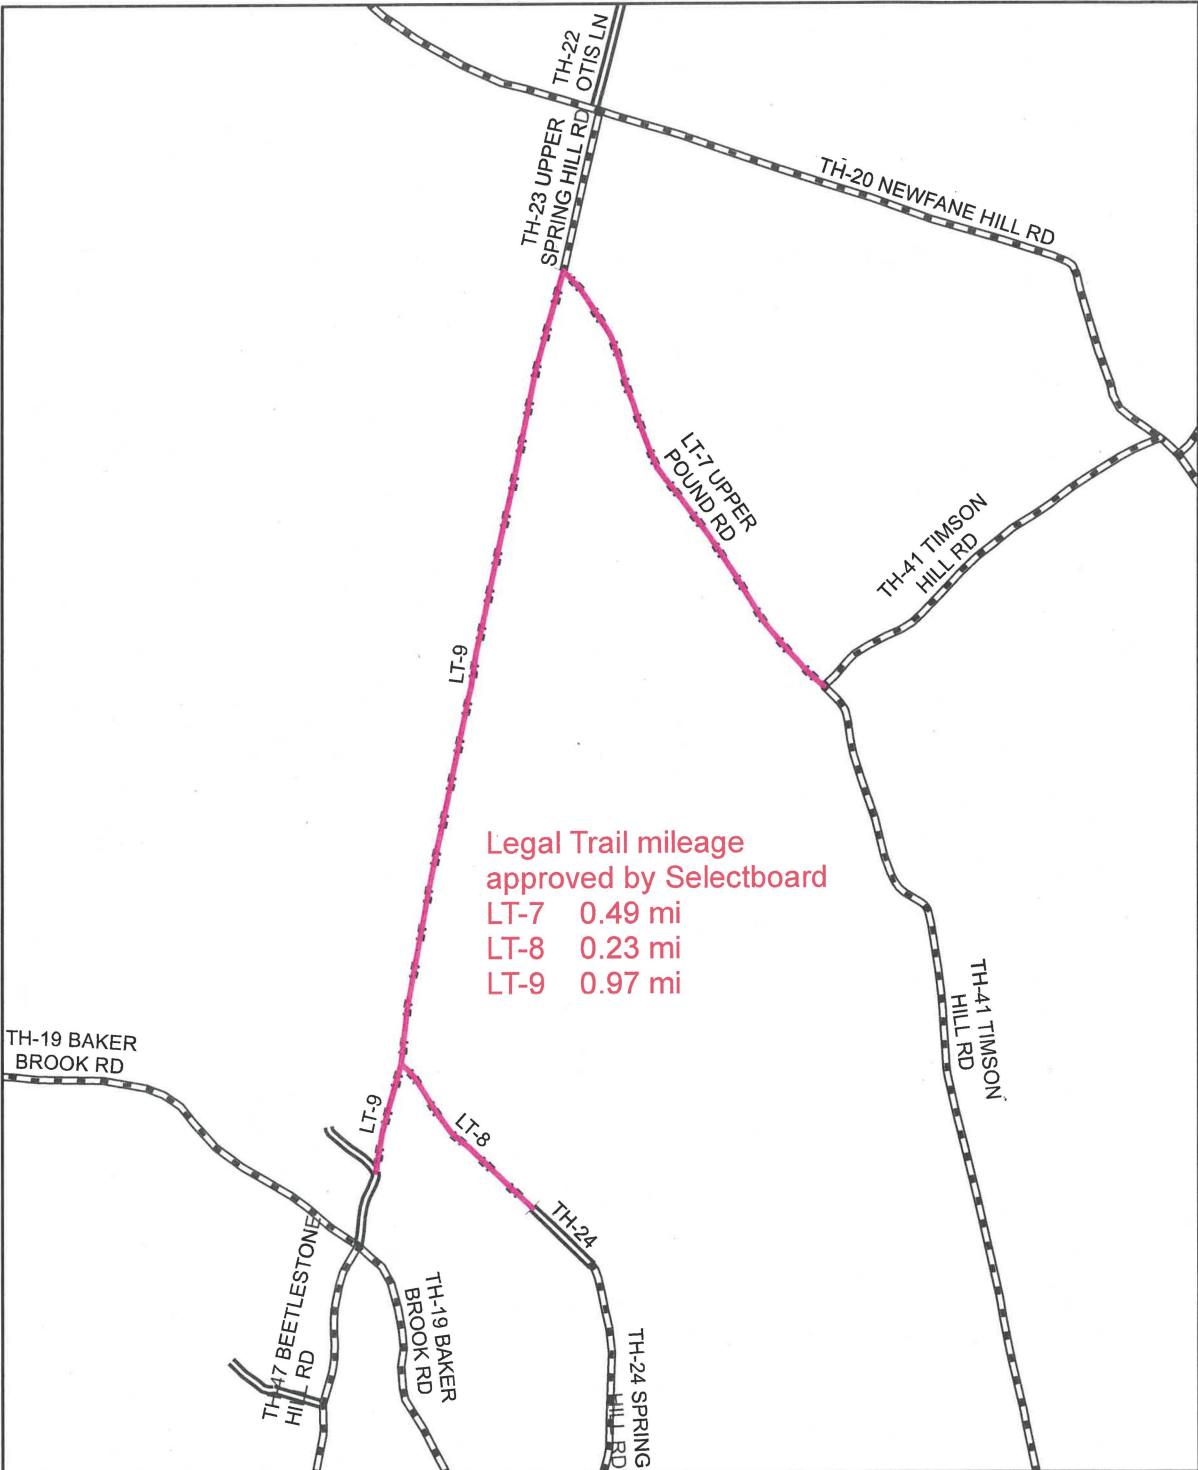 TH-22
OTIS LN
TH-23 UPPER
SPRING HILL RD
TH-20 NEWFANE HILL RD
LT-7 UPPER
POUND RD
TH-41 TIMSON
HILL RD
LT-9
Legal Trail mileage
approved by Selectboard
LT-7 0.49 mi
LT-8 0.23 mi
LT-9 0.97 mi
TH-41 TIMSON
HILL RD
TH-19 BAKER
BROOK RD
LT-9
LT-8
TH-24
TH-47 BEETLESTONE
HILL RD
TH-19 BAKER
BROOK RD
TH-24 SPRING
HILL RD